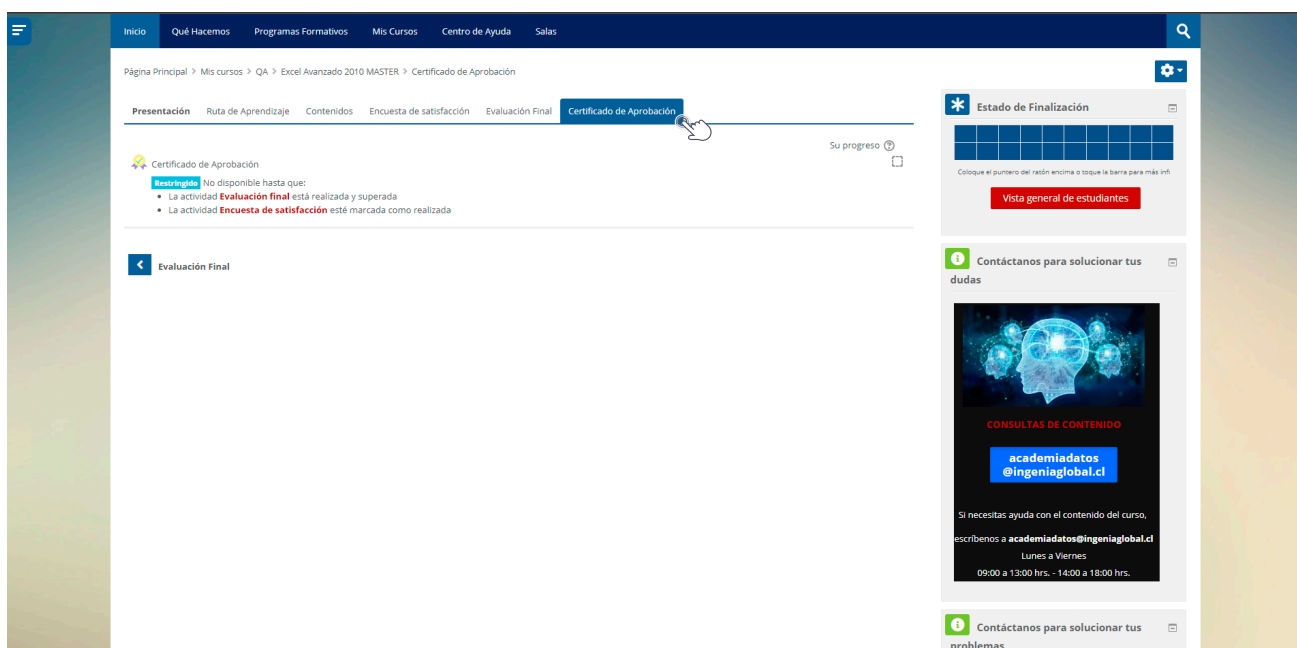 Inicio Qué Hacemos Programas Formativos Mis Cursos Centro de Ayuda Salas
Página Principal > Mis cursos > QA > Excel Avanzado 2010 MASTER > Certificado de Aprobación
Presentación Ruta de Aprendizaje Contenidos Encuesta de satisfacción Evaluación Final Certificado de Aprobación
Su progreso
Certificado de Aprobación
Restringido No disponible hasta que:
• La actividad Evaluación final está realizada y superada
• La actividad Encuesta de satisfacción esté marcada como realizada
Evaluación Final
Estado de Finalización
Coloque el puntero del ratón encima o toque la barra para más infi
Vista general de estudiantes
Contáctanos para solucionar tus
dudas
CONSULTAS DE CONTENIDO
academiadatos
@ingeniaglobal.cl
Si necesitas ayuda con el contenido del curso,
escríbenos a academiadatos@ingeniaglobal.cl
Lunes a Viernes
09:00 a 13:00 hrs. - 14:00 a 18:00 hrs.
Contáctanos para solucionar tus
problemas